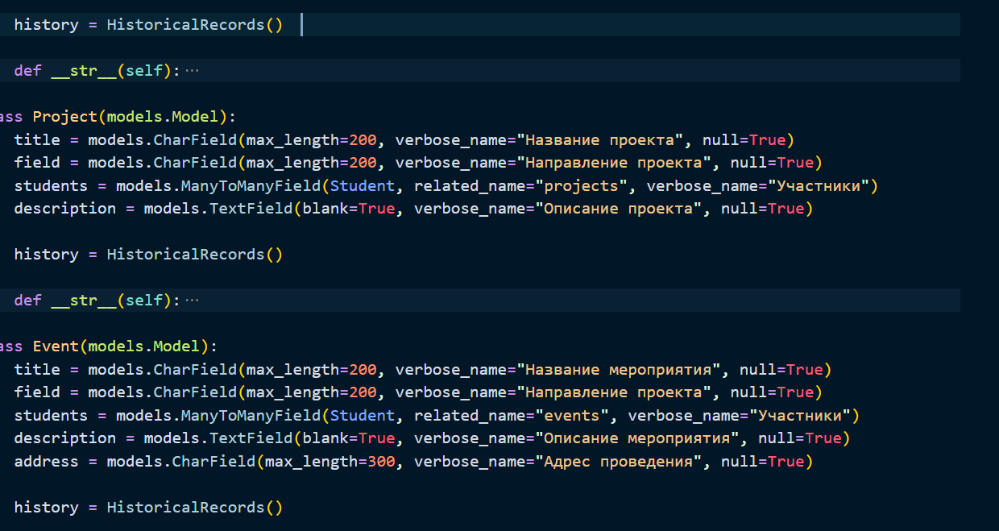 history = HistoricalRecords()
def __str__(self): ···
ass Project(models.Model):
title = models.CharField(max_length=200, verbose_name="Название проекта", null=True)
field = models.CharField(max_length=200, verbose_name="Направление проекта", null=True)
students = models.ManyToManyField(Student, related_name="projects", verbose_name="Участники")
description = models.TextField(blank=True, verbose_name="Описание проекта", null=True)
history = HistoricalRecords()
def __str__(self): ···
ass Event(models.Model):
title = models.CharField(max_length=200, verbose_name="Название мероприятия", null=True)
field = models.CharField(max_length=200, verbose_name="Направление проекта", null=True)
students = models.ManyToManyField(Student, related_name="events", verbose_name="Участники")
description = models.TextField(blank=True, verbose_name="Описание мероприятия", null=True)
address = models.CharField(max_length=300, verbose_name="Адрес проведения", null=True)
history = HistoricalRecords()